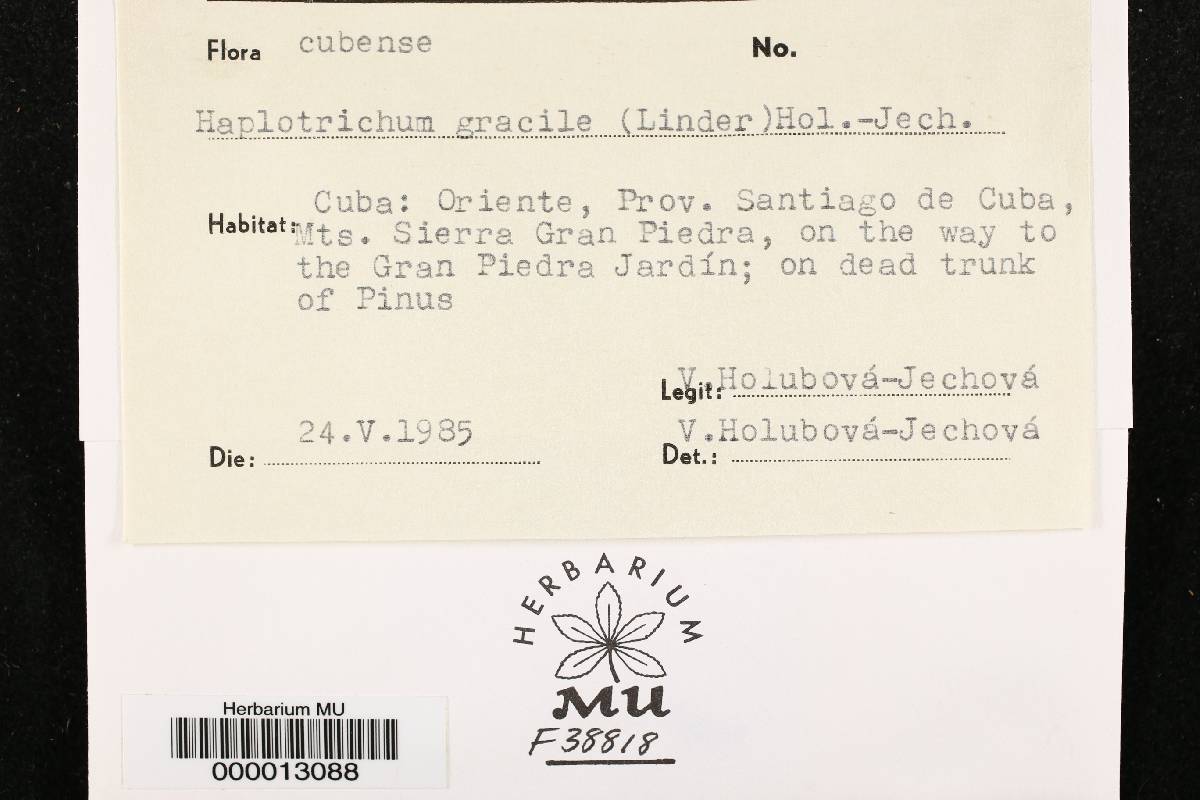 Flora cubense No.
Haplotrichum gracile (Linder)Hol.-Jech.
Cuba: Oriente, Prov. Santiago de Cuba,
Habitat: Mts. Sierra Gran Piedra, on the way to
the Gran Piedra Jardín; on dead trunk
of Pinus
Legit: V.Holubová-Jechová
Die: 24.V.1985
Det.: V.Holubová-Jechová
HERBARIUM
MU
F38818
Herbarium MU
000013088